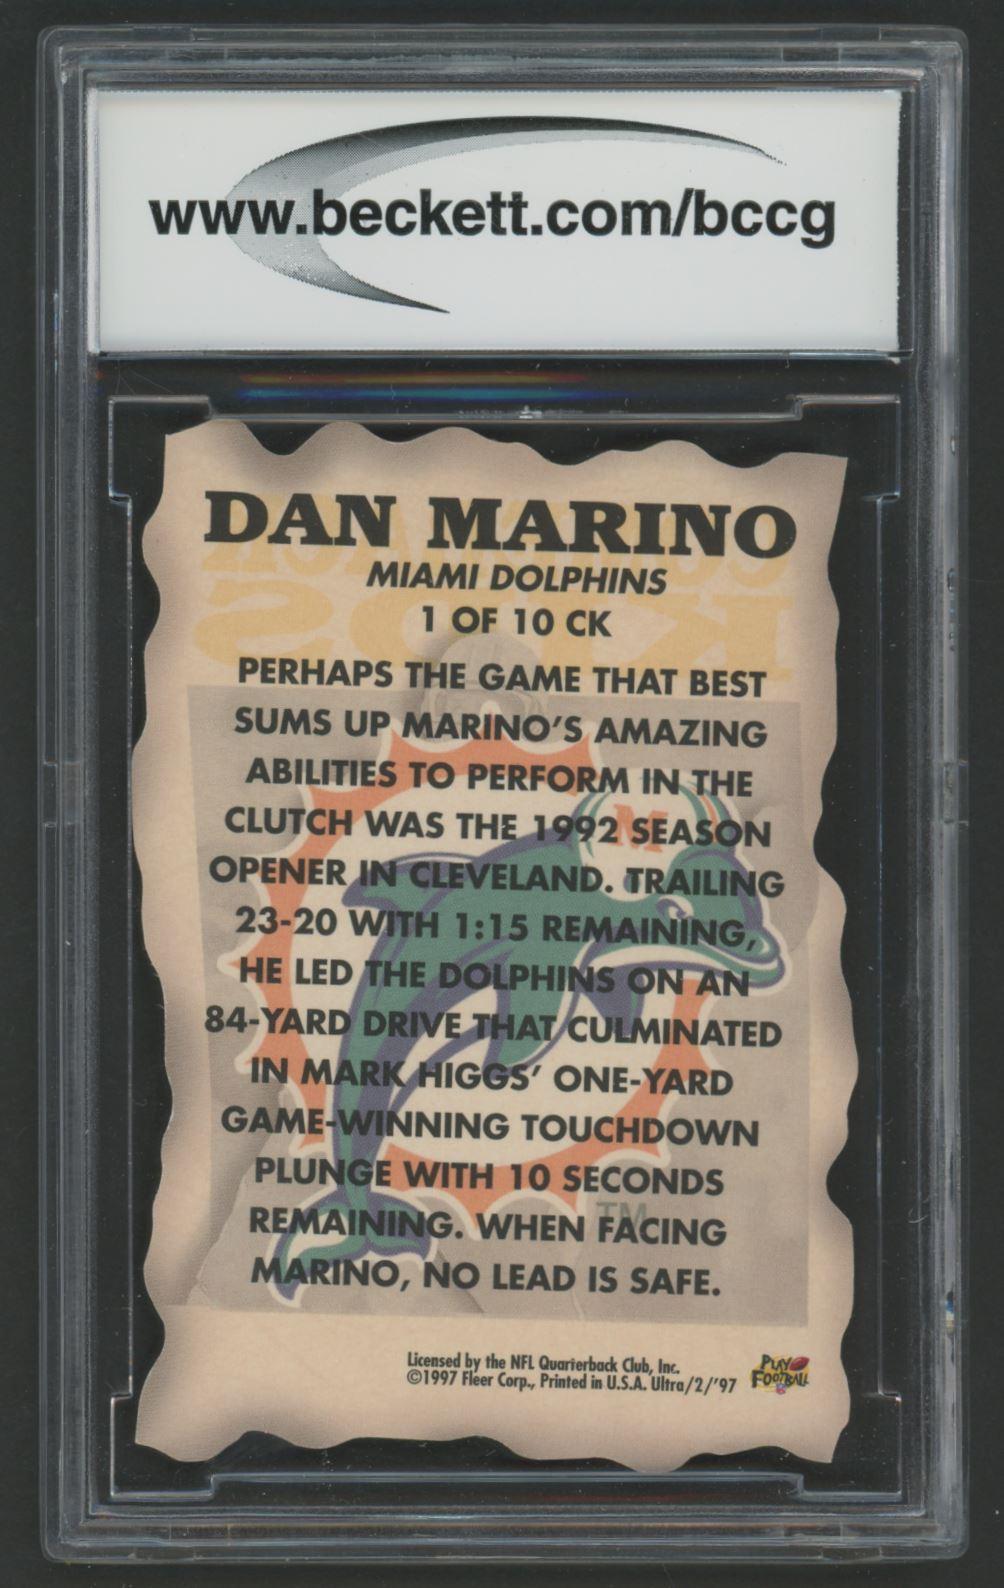 www.beckett.com/bccg
DAN MARINO
MIAMI DOLPHINS
1 OF 10 CK
PERHAPS THE GAME THAT BEST
SUMS UP MARINO'S AMAZING
ABILITIES TO PERFORM IN THE
CLUTCH WAS THE 1992 SEASON
OPENER IN CLEVELAND. TRAILING
23-20 WITH 1:15 REMAINING,
HE LED THE DOLPHINS ON AN
84-YARD DRIVE THAT CULMINATED
IN MARK HIGGS' ONE-YARD
GAME-WINNING TOUCHDOWN
PLUNGE WITH 10 SECONDS
REMAINING. WHEN FACING
MARINO, NO LEAD IS SAFE.
M
TM
Licensed by the NFL Quarterback Club, Inc.
©1997 Fleer Corp., Printed in U.S.A. Ultra/2/'97
PLAY
FOOTBALL